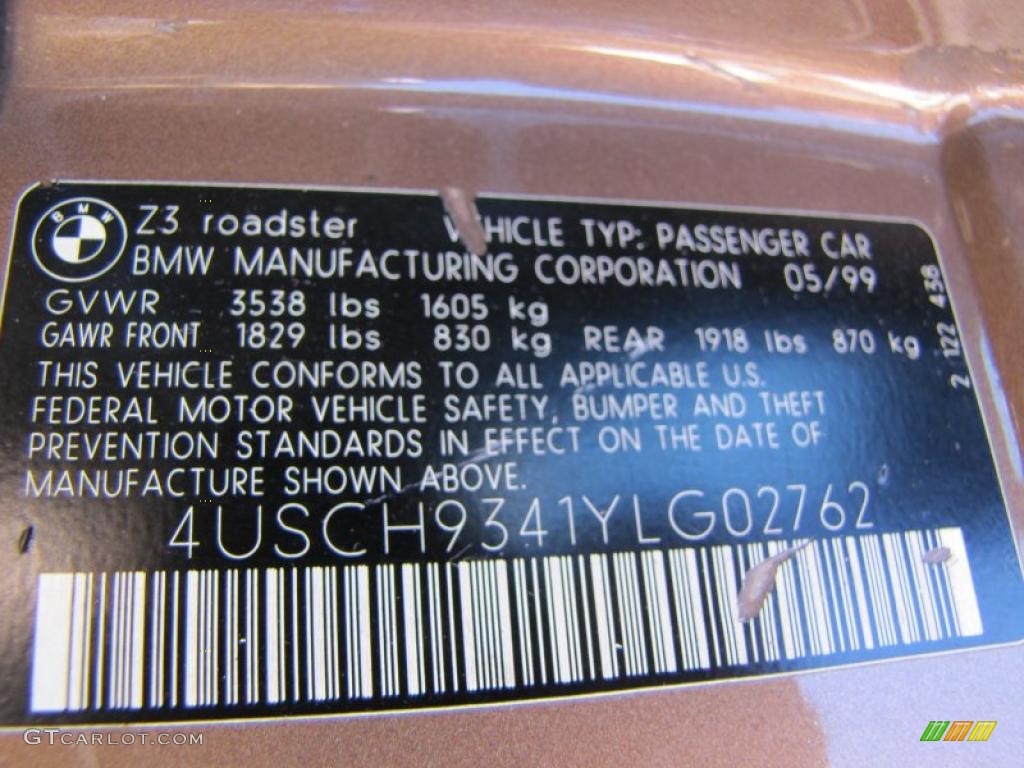 BMW
Z3 roadster VEHICLE TYP: PASSENGER CAR
BMW MANUFACTURING CORPORATION 05/99
GVWR 3538 lbs 1605 kg
GAWR FRONT 1829 lbs 830 kg REAR 1918 lbs 870 kg
2 122 438
THIS VEHICLE CONFORMS TO ALL APPLICABLE U.S.
FEDERAL MOTOR VEHICLE SAFETY, BUMPER AND THEFT
PREVENTION STANDARDS IN EFFECT ON THE DATE OF
MANUFACTURE SHOWN ABOVE.
4USCH9341YLG02762
GTCARLOT.COM